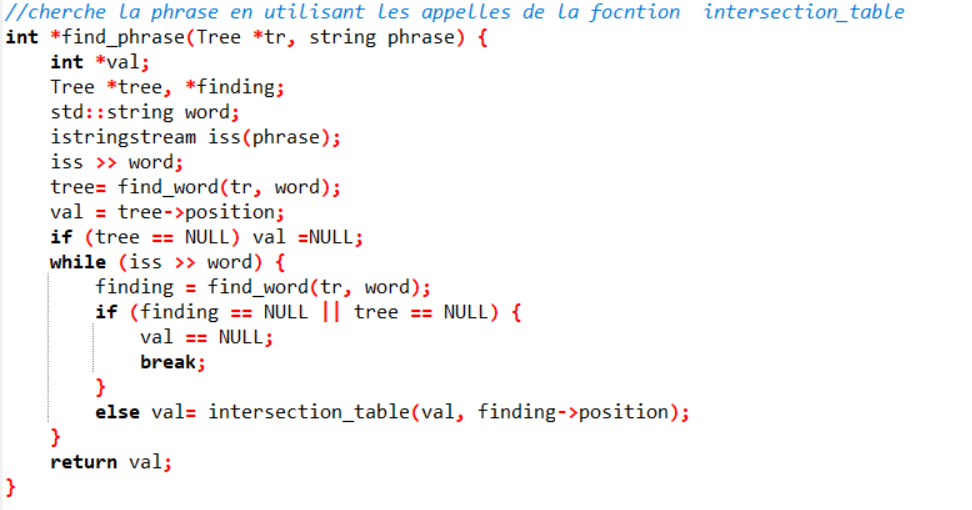 //cherche la phrase en utilisant les appelles de la focntion  intersection_table
int *find_phrase(Tree *tr, string phrase) {
    int *val;
    Tree *tree, *finding;
    std::string word;
    istringstream iss(phrase);
    iss >> word;
    tree= find_word(tr, word);
    val = tree->position;
    if (tree == NULL) val =NULL;
    while (iss >> word) {
        finding = find_word(tr, word);
        if (finding == NULL || tree == NULL) {
            val == NULL;
            break;
        }
        else val= intersection_table(val, finding->position);
    }
    return val;
}